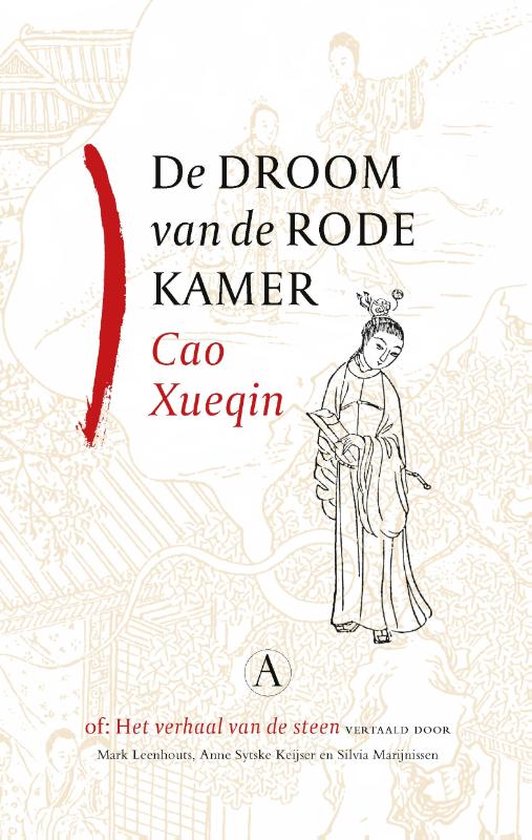 De DROOM
van de RODE
KAMER
Cao
Xueqin
A
of: Het verhaal van de steen VERTAALD DOOR
Mark Leenhouts, Anne Sytske Keijser en Silvia Marijnissen